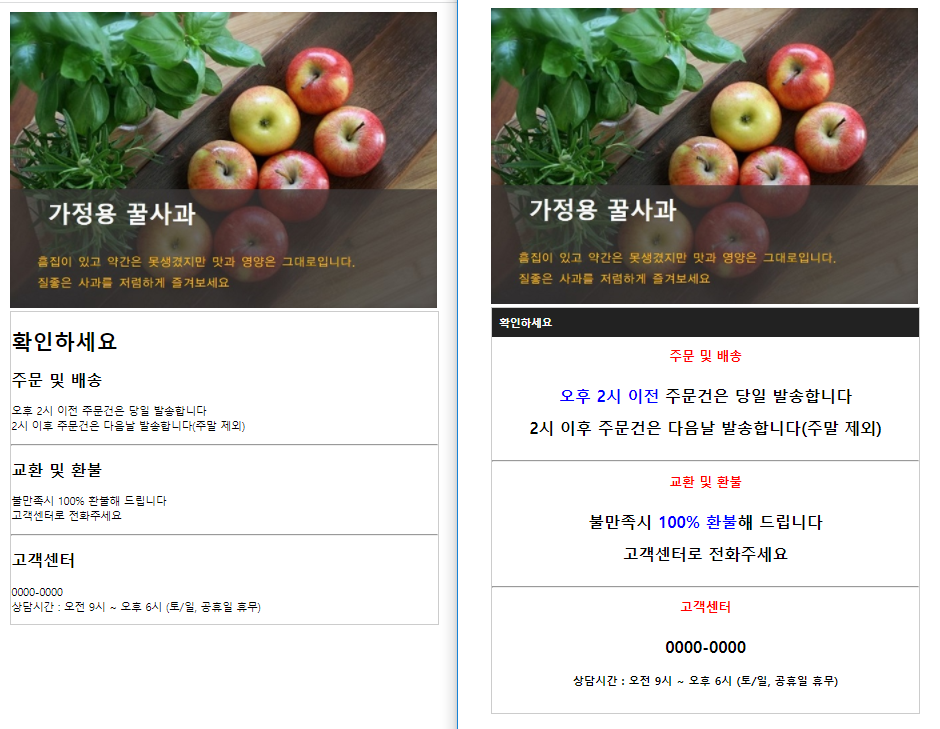 가정용 꿀사과
흠집이 있고 약간은 못생겼지만 맛과 영양은 그대로입니다.
질좋은 사과를 저렴하게 즐겨보세요
확인하세요
주문 및 배송
오후 2시 이전 주문건은 당일 발송합니다
2시 이후 주문건은 다음날 발송합니다(주말 제외)
교환 및 환불
불만족시 100% 환불해 드립니다
고객센터로 전화주세요
고객센터
0000-0000
상담시간 : 오전 9시 ~ 오후 6시 (토/일, 공휴일 휴무)
가정용 꿀사과
흠집이 있고 약간은 못생겼지만 맛과 영양은 그대로입니다.
질좋은 사과를 저렴하게 즐겨보세요
확인하세요
주문 및 배송
오후 2시 이전 주문건은 당일 발송합니다
2시 이후 주문건은 다음날 발송합니다(주말 제외)
교환 및 환불
불만족시 100% 환불해 드립니다
고객센터로 전화주세요
고객센터
0000-0000
상담시간 : 오전 9시 ~ 오후 6시 (토/일, 공휴일 휴무)